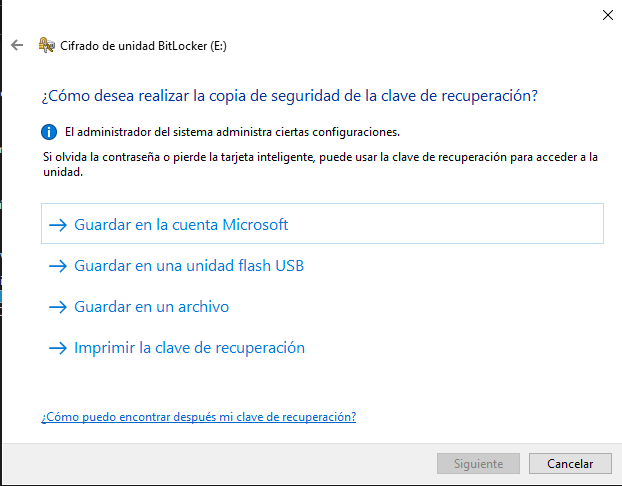 Cifrado de unidad BitLocker (E:)
¿Cómo desea realizar la copia de seguridad de la clave de recuperación?
El administrador del sistema administra ciertas configuraciones.
Si olvida la contraseña o pierde la tarjeta inteligente, puede usar la clave de recuperación para acceder a la
unidad.
Guardar en la cuenta Microsoft
Guardar en una unidad flash USB
Guardar en un archivo
Imprimir la clave de recuperación
¿Cómo puedo encontrar después mi clave de recuperación?
Siguiente
Cancelar